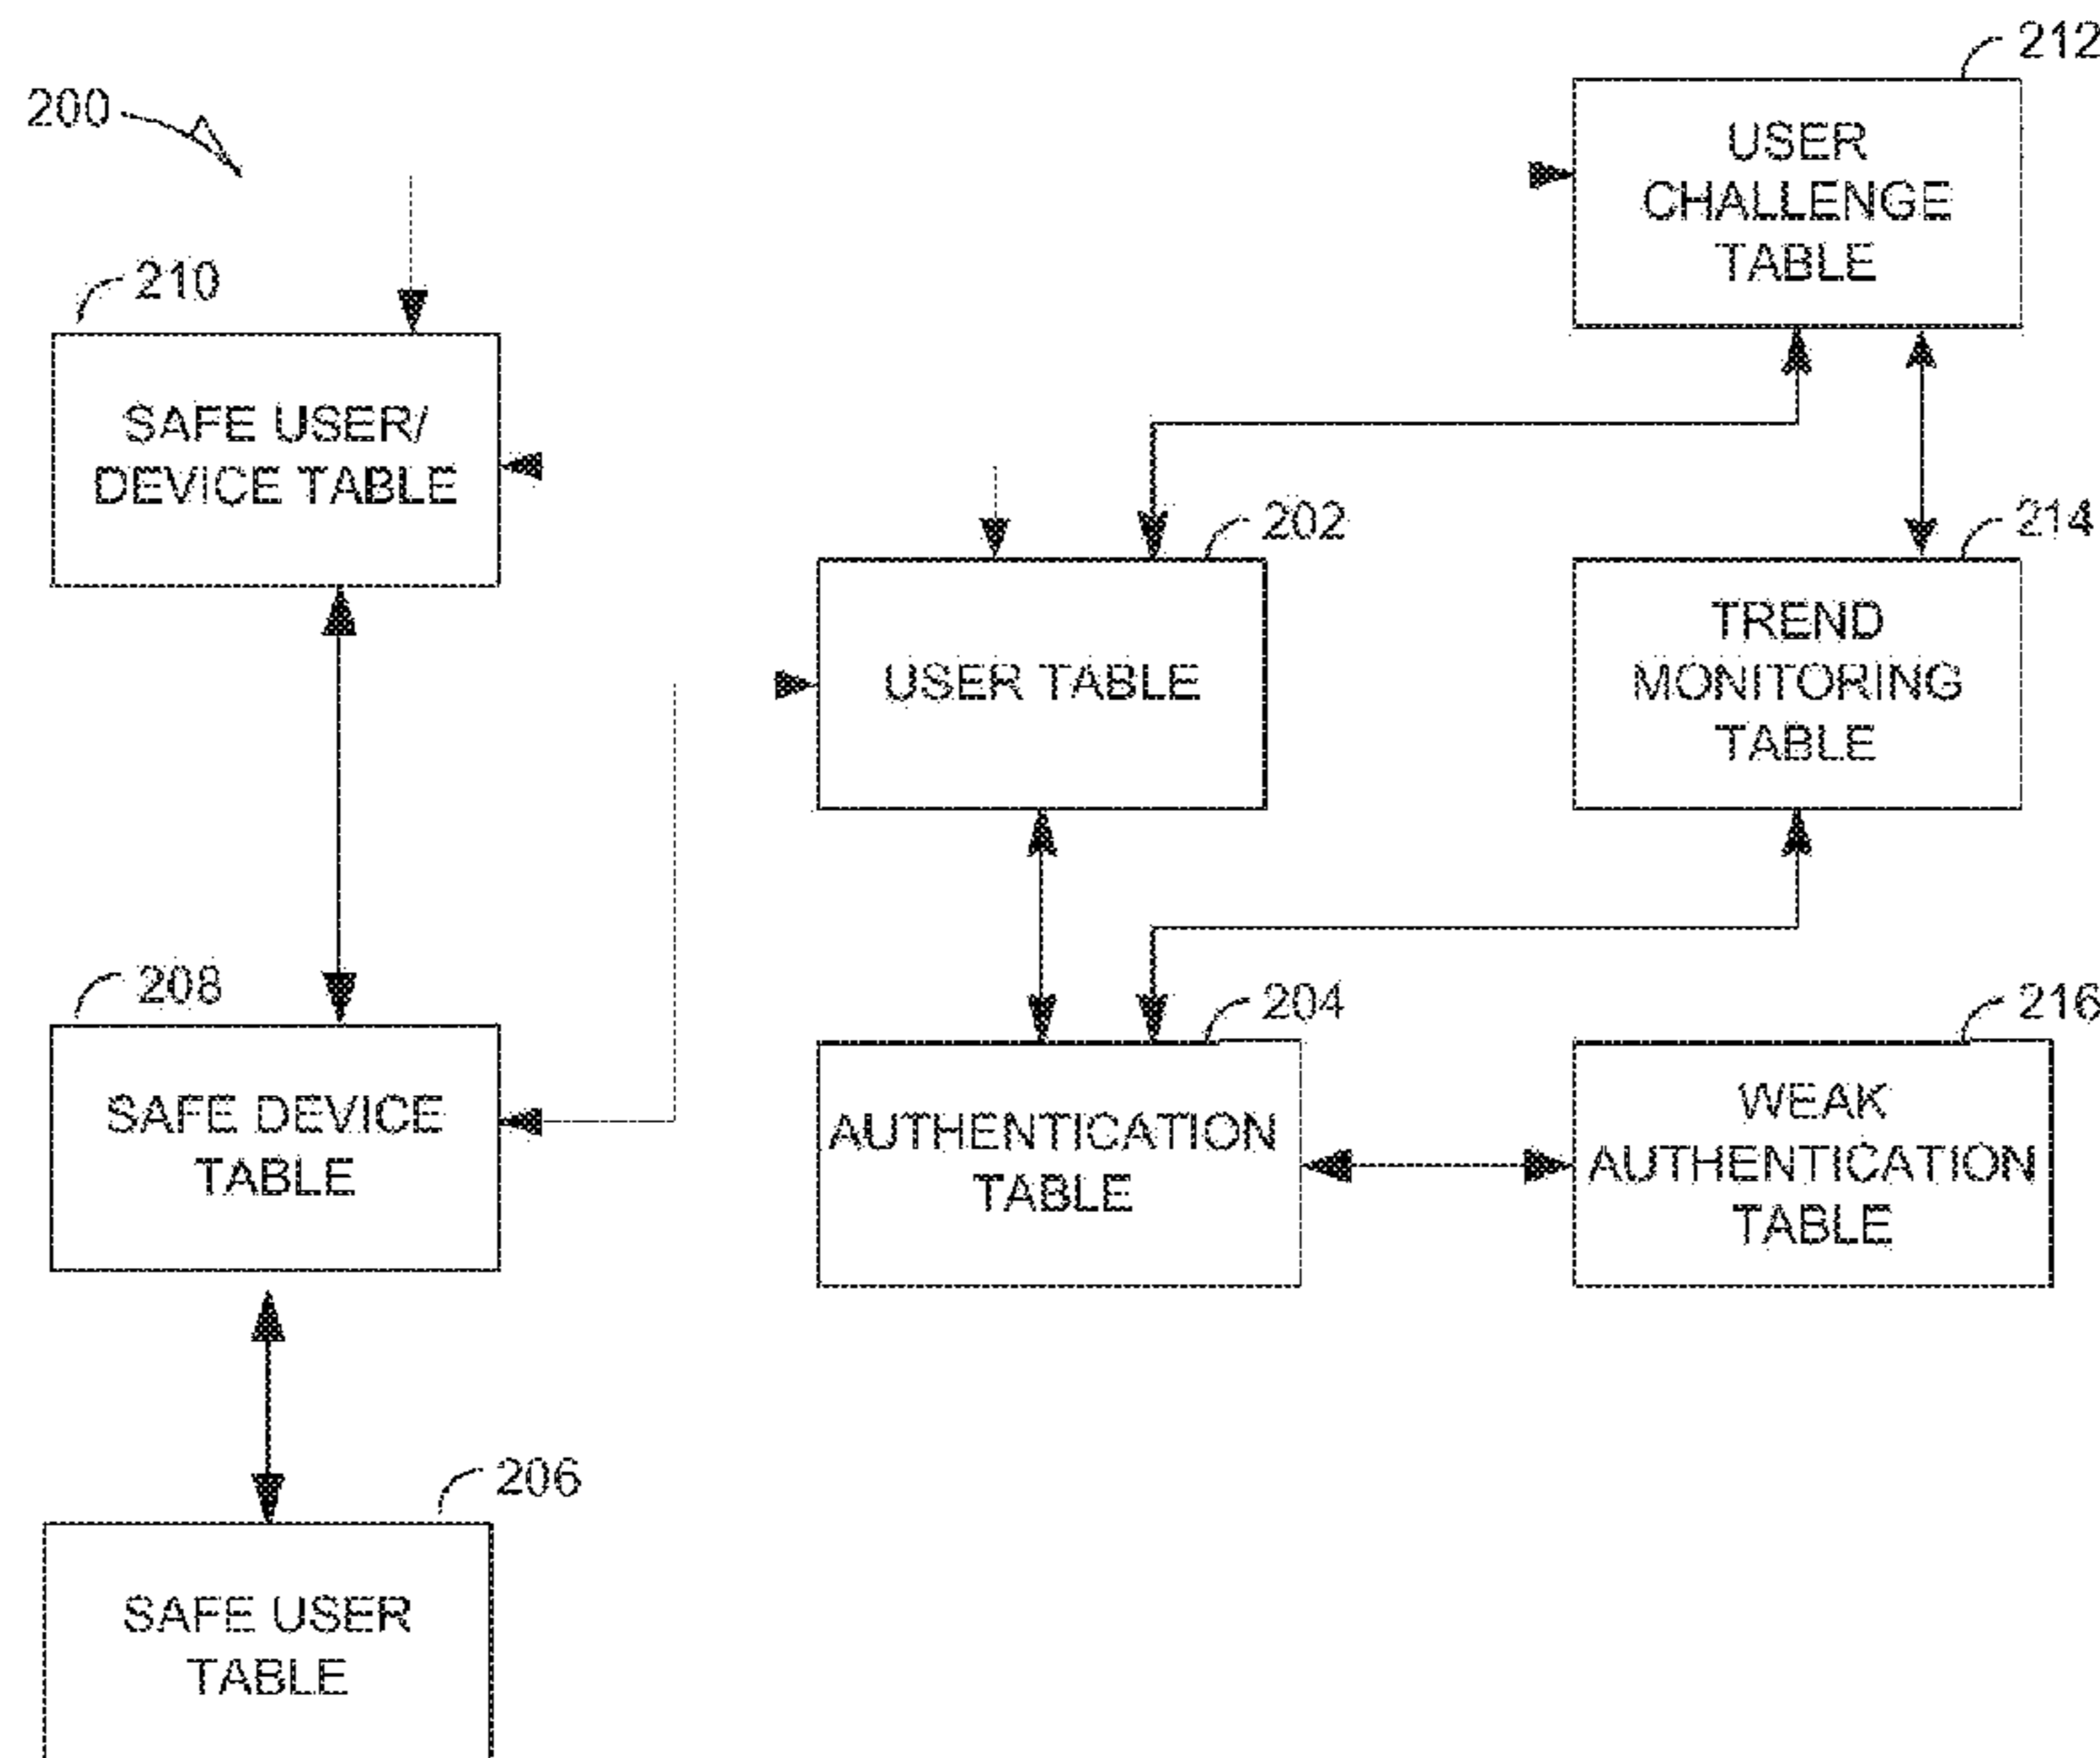 200
212
USER
CHALLENGE
TABLE
210
SAFE USER/
DEVICE TABLE
202
USER TABLE
214
TREND
MONITORING
TABLE
208
SAFE DEVICE
TABLE
204
AUTHENTICATION
TABLE
216
WEAK
AUTHENTICATION
TABLE
206
SAFE USER
TABLE